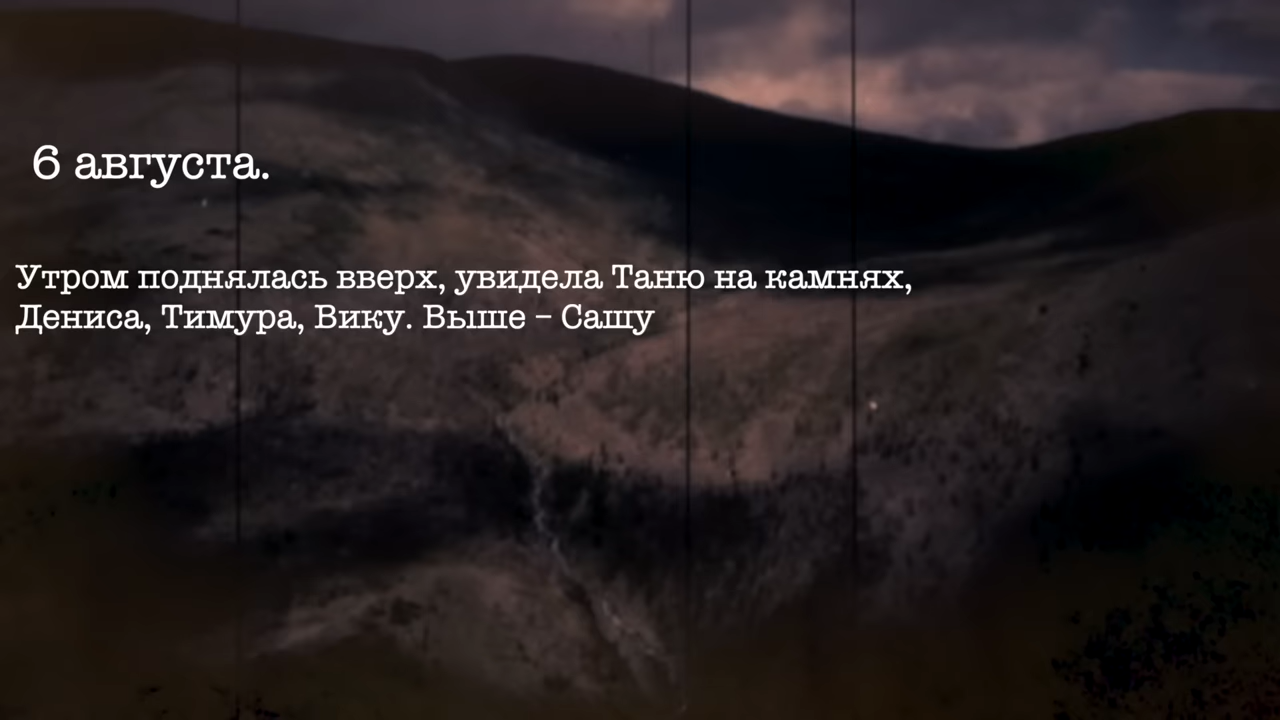 6 августа.
Утром поднялась вверх, увидела Таню на камнях,
Дениса, Тимура, Вику. Выше – Сашу